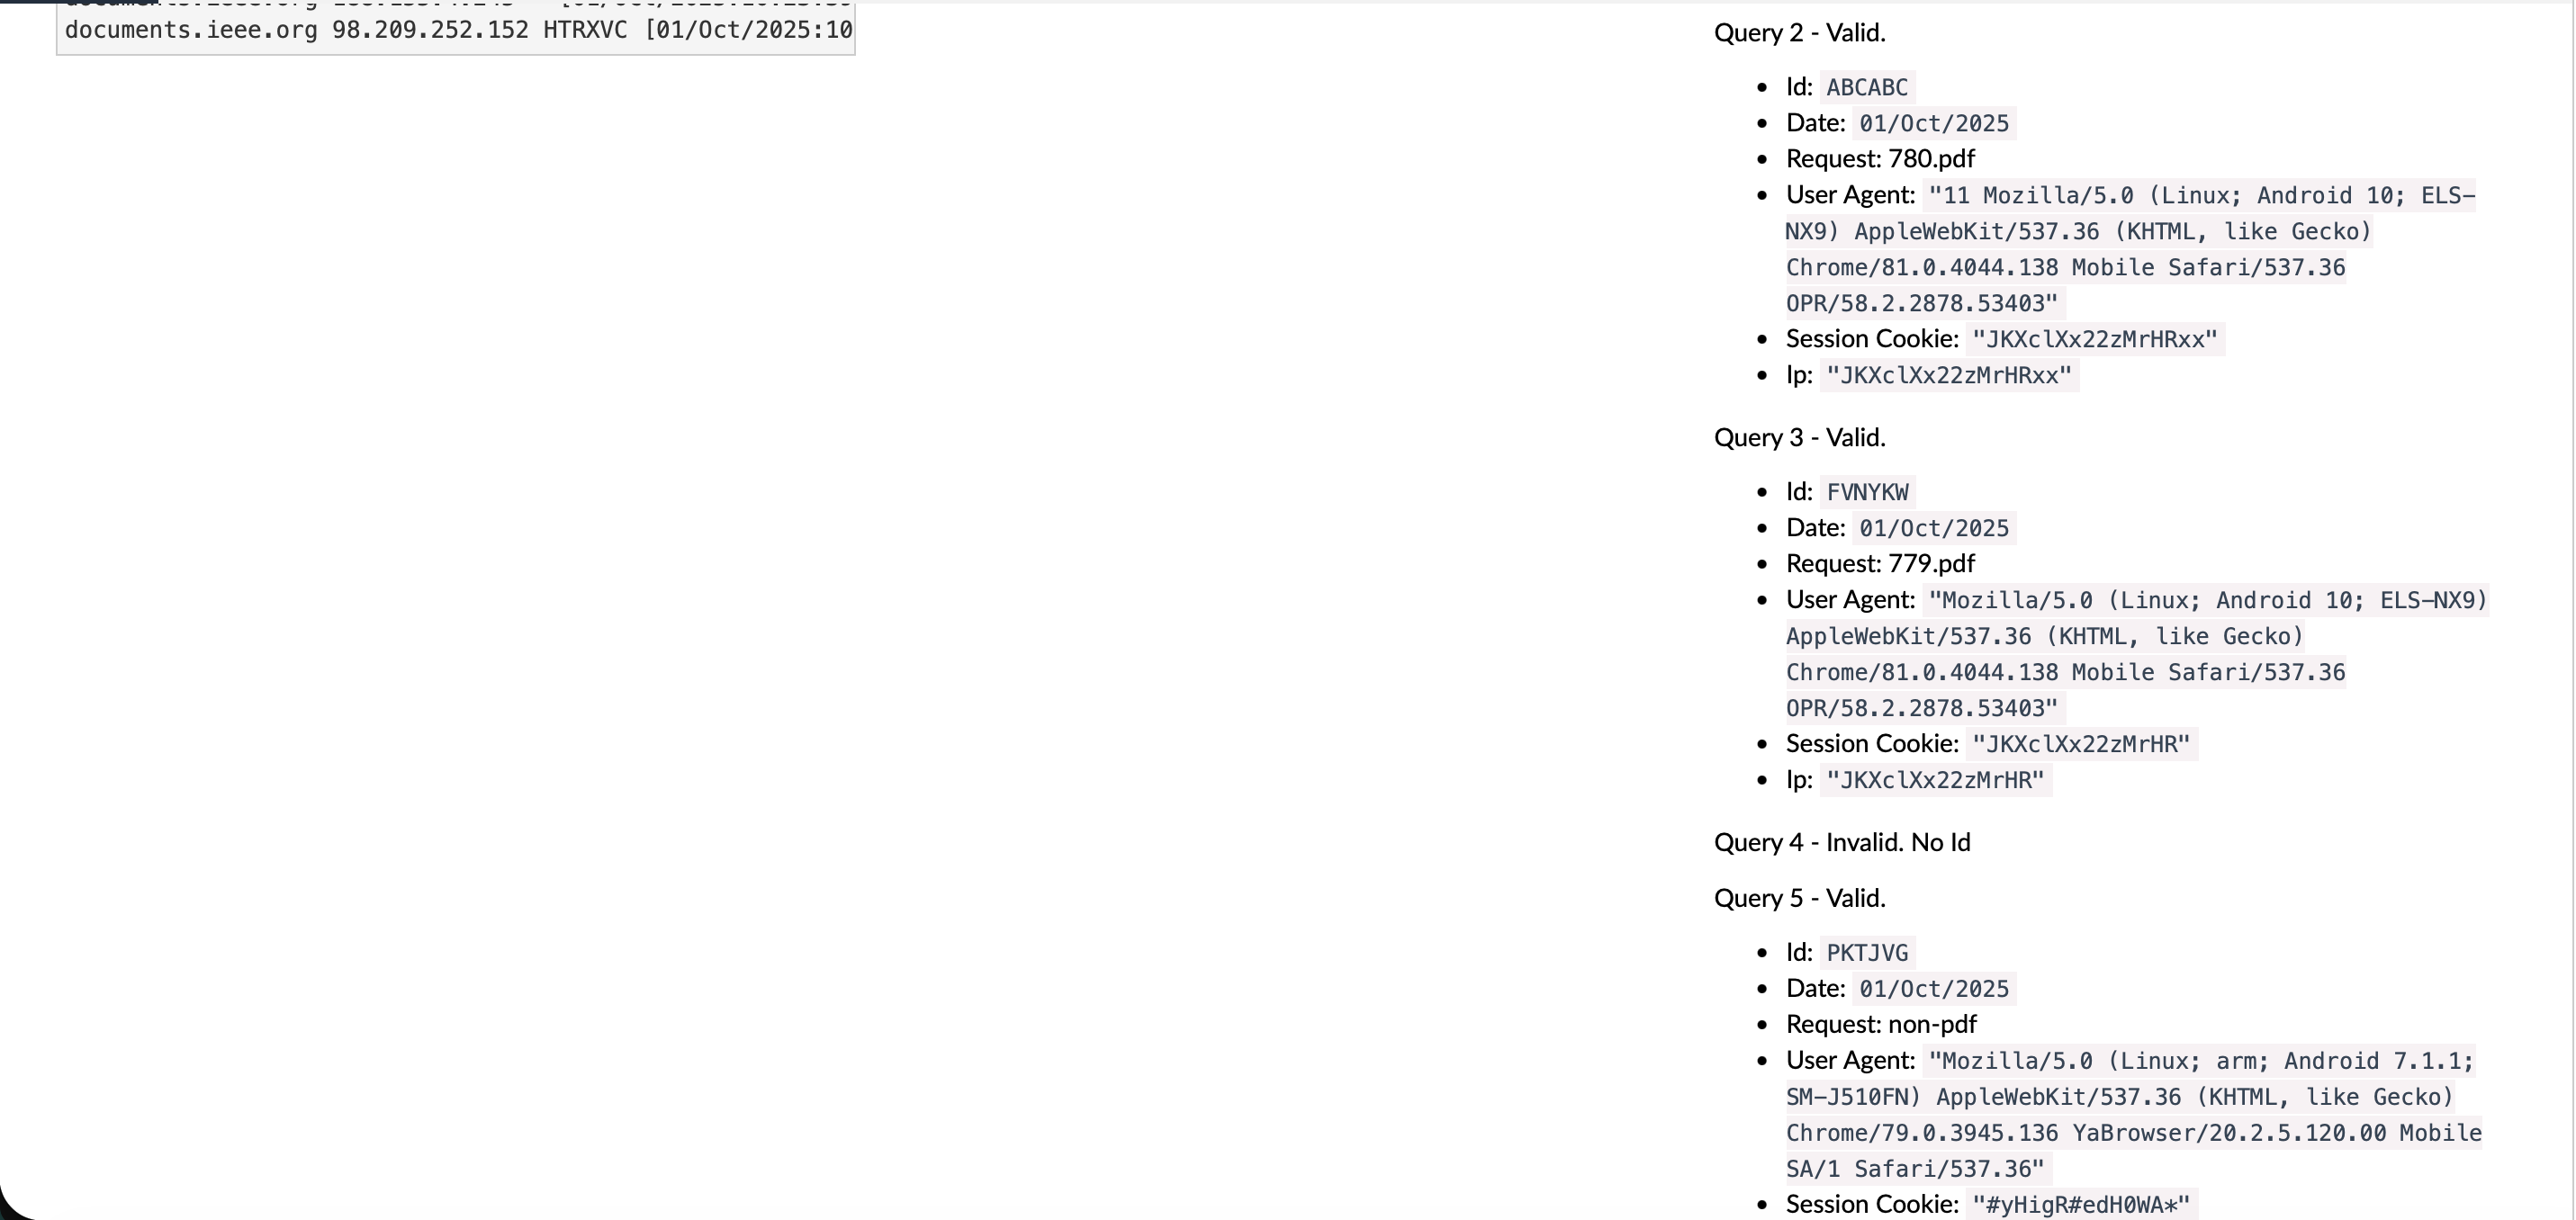 documents.ieee.org 98.209.252.152 HTRXVC [01/Oct/2025:10
Query 2 - Valid.
Id: ABCABC
Date: 01/Oct/2025
Request: 780.pdf
User Agent: "11 Mozilla/5.0 (Linux; Android 10; ELS-
NX9) AppleWebKit/537.36 (KHTML, like Gecko)
Chrome/81.0.4044.138 Mobile Safari/537.36
OPR/58.2.2878.53403"
Session Cookie: "JKXclXx22zMrHRxx"
Ip: "JKXclXx22zMrHRxx"
Query 3 - Valid.
Id: FVNYKW
Date: 01/Oct/2025
Request: 779.pdf
User Agent: "Mozilla/5.0 (Linux; Android 10; ELS-NX9)
AppleWebKit/537.36 (KHTML, like Gecko)
Chrome/81.0.4044.138 Mobile Safari/537.36
OPR/58.2.2878.53403"
Session Cookie: "JKXclXx22zMrHR"
Ip: "JKXclXx22zMrHR"
Query 4 - Invalid. No Id
Query 5 - Valid.
Id: PKTJVG
Date: 01/Oct/2025
Request: non-pdf
User Agent: "Mozilla/5.0 (Linux; arm; Android 7.1.1;
SM-J510FN) AppleWebKit/537.36 (KHTML, like Gecko)
Chrome/79.0.3945.136 YaBrowser/20.2.5.120.00 Mobile
SA/1 Safari/537.36"
Session Cookie: "#yHigR#edH0WA*"